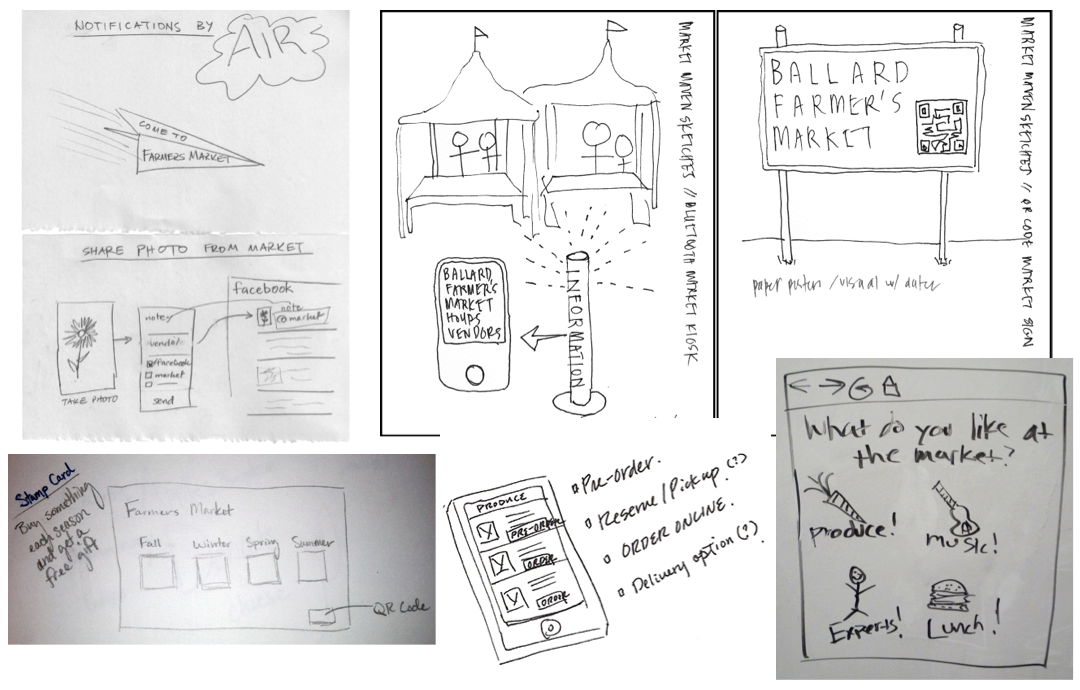 NOTIFICATIONS BY
AIR
COME TO
FARMERS MARKET
SHARE PHOTO FROM MARKET
TAKE PHOTO
note
vendor
facebook
market
send
facebook
note
@market
$
MARKET MAVEN SKETCHES // BLUETOOTH MARKET KIOSK
BALLARD
FARMER'S
MARKET
HOURS
VENDORS
INFORMATION
MARKET MAVEN SKETCHES // QR CODE MARKET SIGN
BALLARD
FARMER'S
MARKET
paper posters / visual w/ dates
Stamp Card
Buy something
each season
and get a
free gift
Farmers Market
Fall Winter Spring Summer
QR Code
PRODUCE
PRE-ORDER
ORDER
ORDER
Pre-order.
Reserve/Pickup (?)
ORDER ONLINE.
Delivery option (?).
What do you like at
the market?
produce!
music!
Experts!
Lunch!